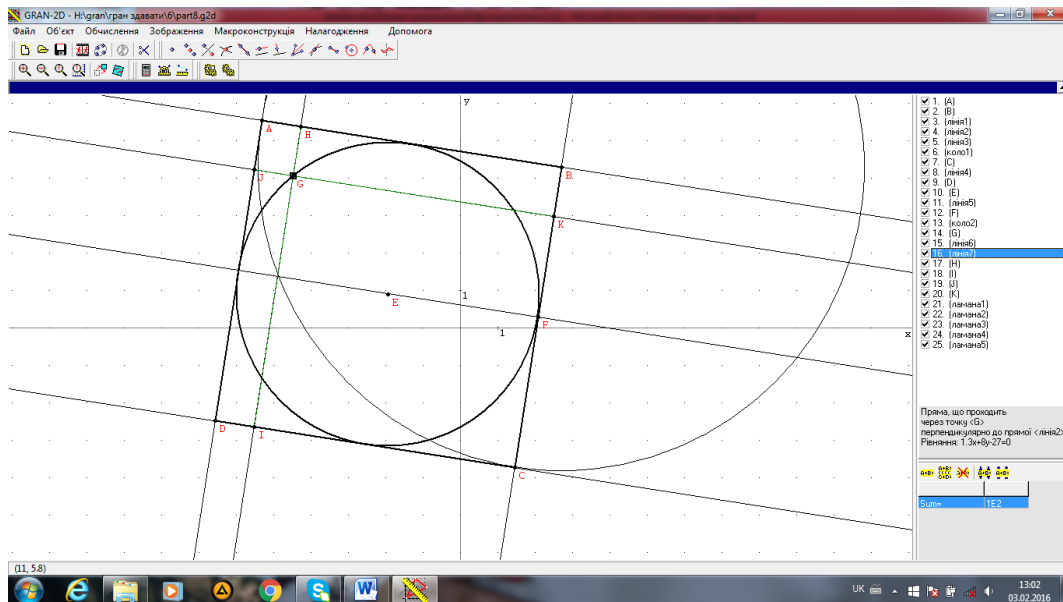 GRAN-2D - H:\gran\гран здавати\6\part8.g2d
Файл Об'єкт Обчислення Зображення Макроконструкція Налогодження Допомога
y
A
H
B
J
G
K
E
1
F
1
x
D
I
C
1. (A)
2. (B)
3. (лінія1)
4. (лінія2)
5. (лінія3)
6. (коло1)
7. (C)
8. (лінія4)
9. (D)
10. (E)
11. (лінія5)
12. (F)
13. (коло2)
14. (G)
15. (лінія6)
16. (лінія7)
17. (H)
18. (I)
19. (J)
20. (K)
21. (ламана1)
22. (ламана2)
23. (ламана3)
24. (ламана4)
25. (ламана5)
Пряма, що проходить
через точку <G>
перпендикулярно до прямої <лінія2>
Рівняння: 1.3x+8y-27=0
Sum= 1E2
(11, 5.8)
UK
13:02
03.02.2016